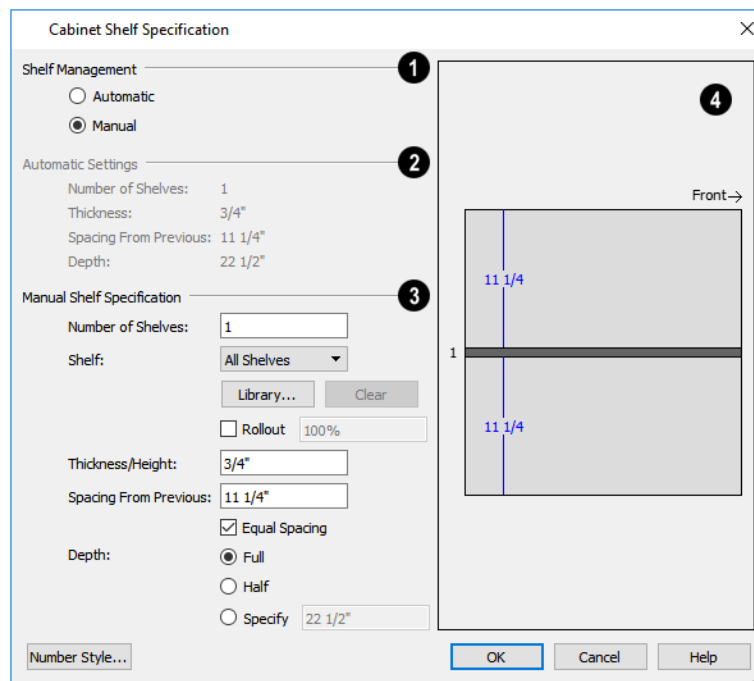 Cabinet Shelf Specification
Shelf Management 1
Automatic
Manual
Automatic Settings 2
Number of Shelves: 1
Thickness: 3/4"
Spacing From Previous: 11 1/4"
Depth: 22 1/2"
Manual Shelf Specification 3
Number of Shelves: 1
Shelf: All Shelves
Library... Clear
Rollout 100%
Thickness/Height: 3/4"
Spacing From Previous: 11 1/4"
Equal Spacing
Depth: Full
Half
Specify 22 1/2"
4
Front→
11 1/4
1
11 1/4
Number Style... OK Cancel Help